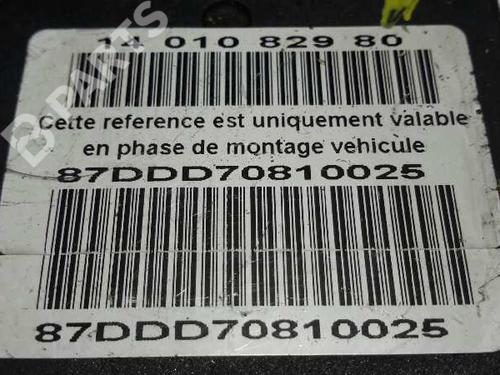 14 010 829 80
Cette reference est uniquement valable
en phase de montage vehicule
87DDD70810025
87DDD70810025
B-PARTS